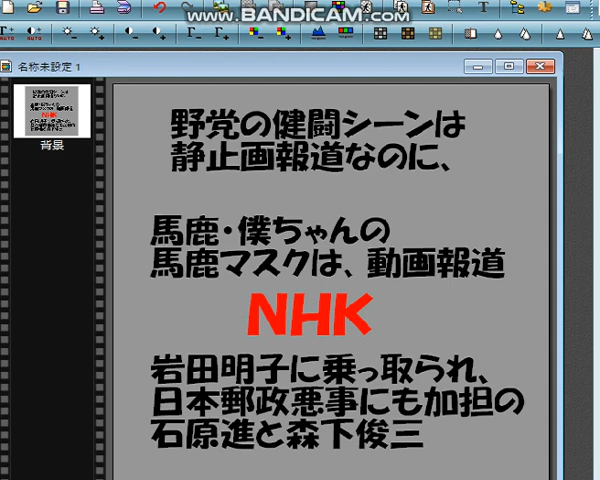 www.BANDICAM.com
名称未設定 1
背景
野党の健闘シーンは
静止画報道なのに、
馬鹿・僕ちゃんの
馬鹿マスクは、動画報道
NHK
岩田明子に乗っ取られ、
日本郵政悪事にも加担の
石原進と森下俊三